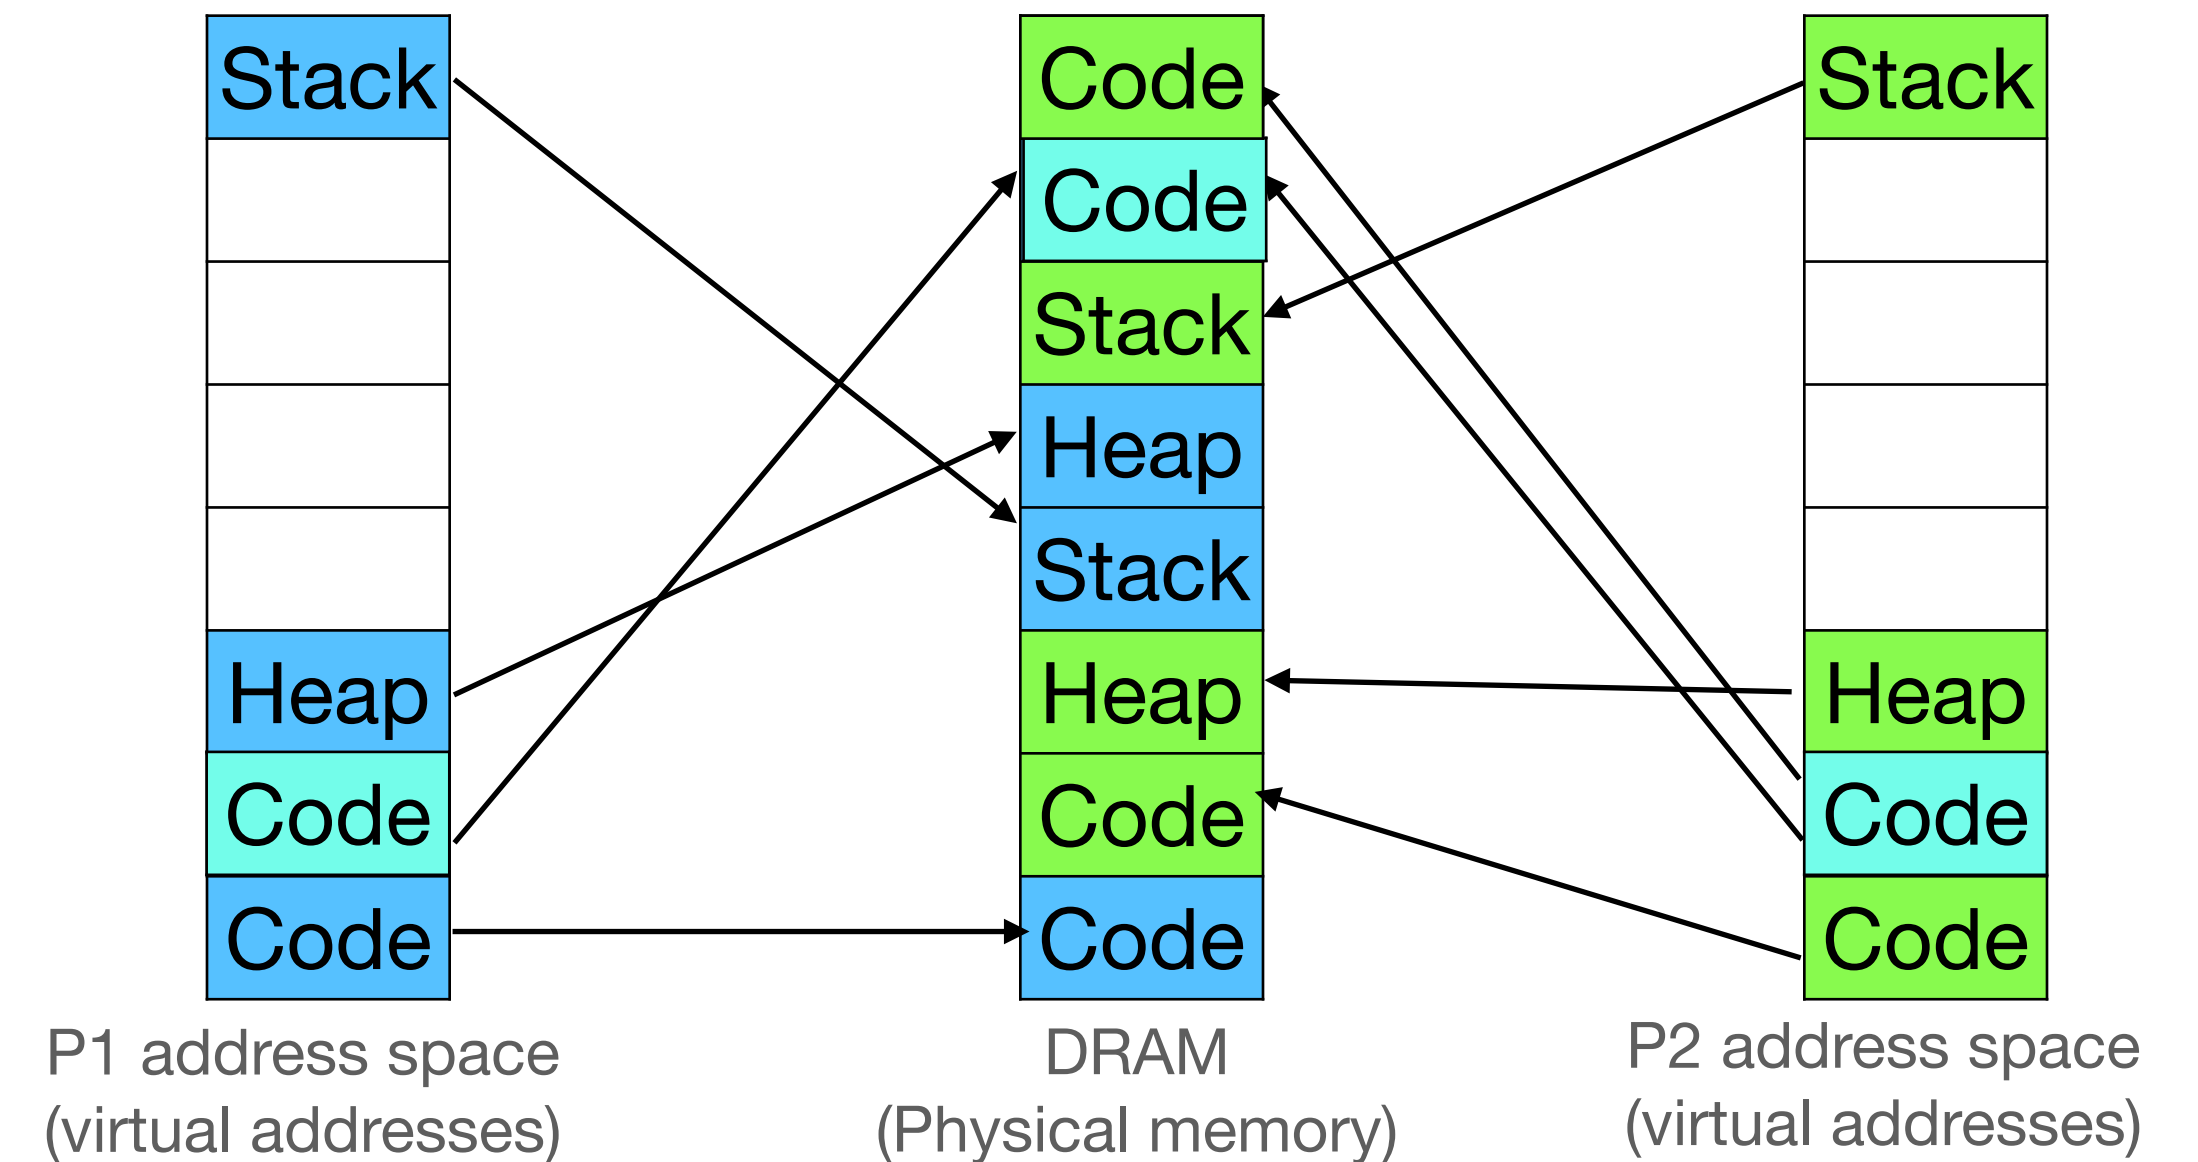 Stack
Heap
Code
Code
P1 address space
(virtual addresses)
Code
Code
Stack
Heap
Stack
Heap
Code
Code
DRAM
(Physical memory)
Stack
Heap
Code
Code
P2 address space
(virtual addresses)